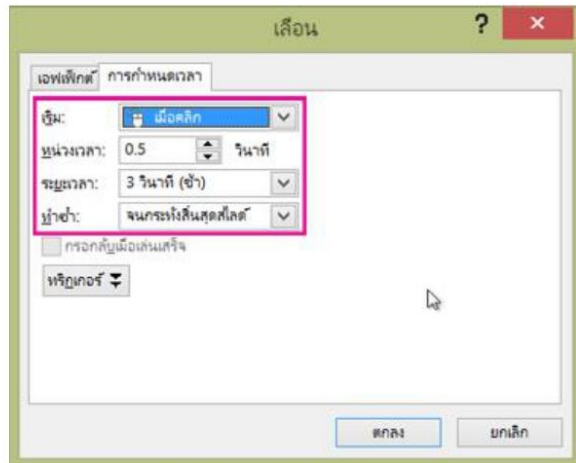 เลือน ?
เอฟเฟ็กต์ การกำหนดเวลา
เริ่ม: เมื่อคลิก
หน่วงเวลา: 0.5 วินาที
ระยะเวลา: 3 วินาที (ช้า)
ทำซ้ำ: จนกระทั่งสิ้นสุดสไลด์
กรอกลับเมื่อเล่นเสร็จ
ทริกเกอร์
ตกลง ยกเลิก